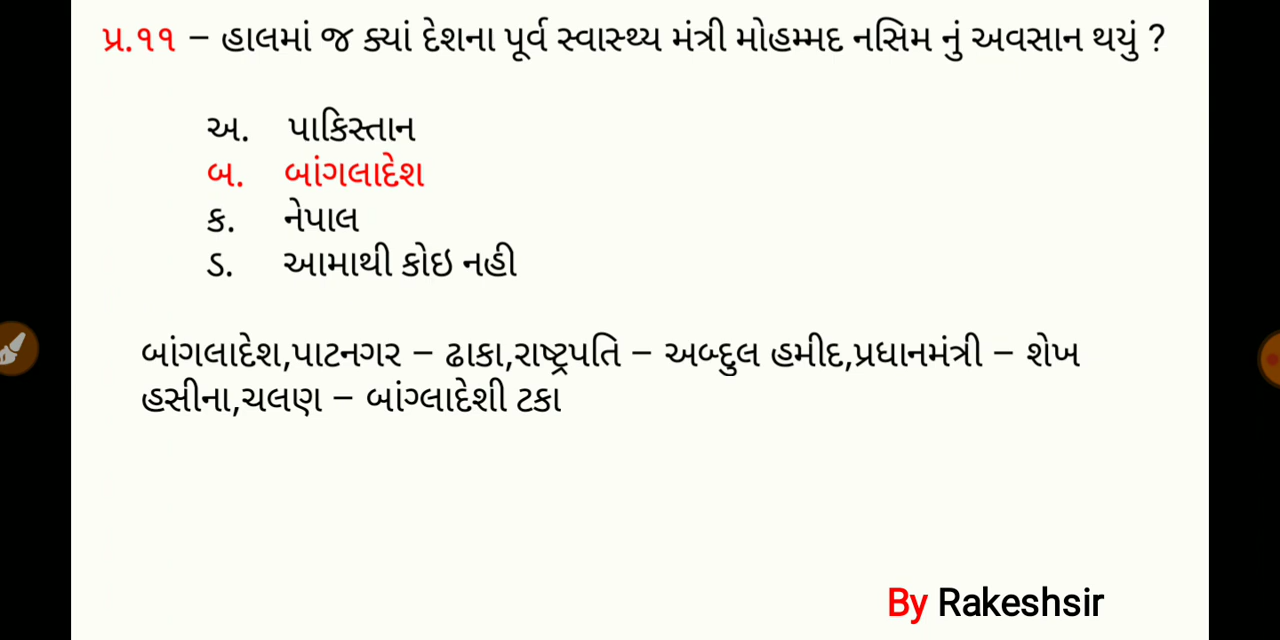 પ્ર.૧૧ – હાલમાં જ ક્યાં દેશના પૂર્વ સ્વાસ્થ્ય મંત્રી મોહમ્મદ નસિમ નું અવસાન થયું ?
અ. પાકિસ્તાન
બ. બાંગલાદેશ
ક. નેપાલ
ડ. આમાથી કોઇ નહી
બાંગલાદેશ,પાટનગર – ઢાકા,રાષ્ટ્રપતિ – અબ્દુલ હમીદ,પ્રધાનમંત્રી – શેખ
હસીના,ચલણ – બાંગ્લાદેશી ટકા
By Rakeshsir